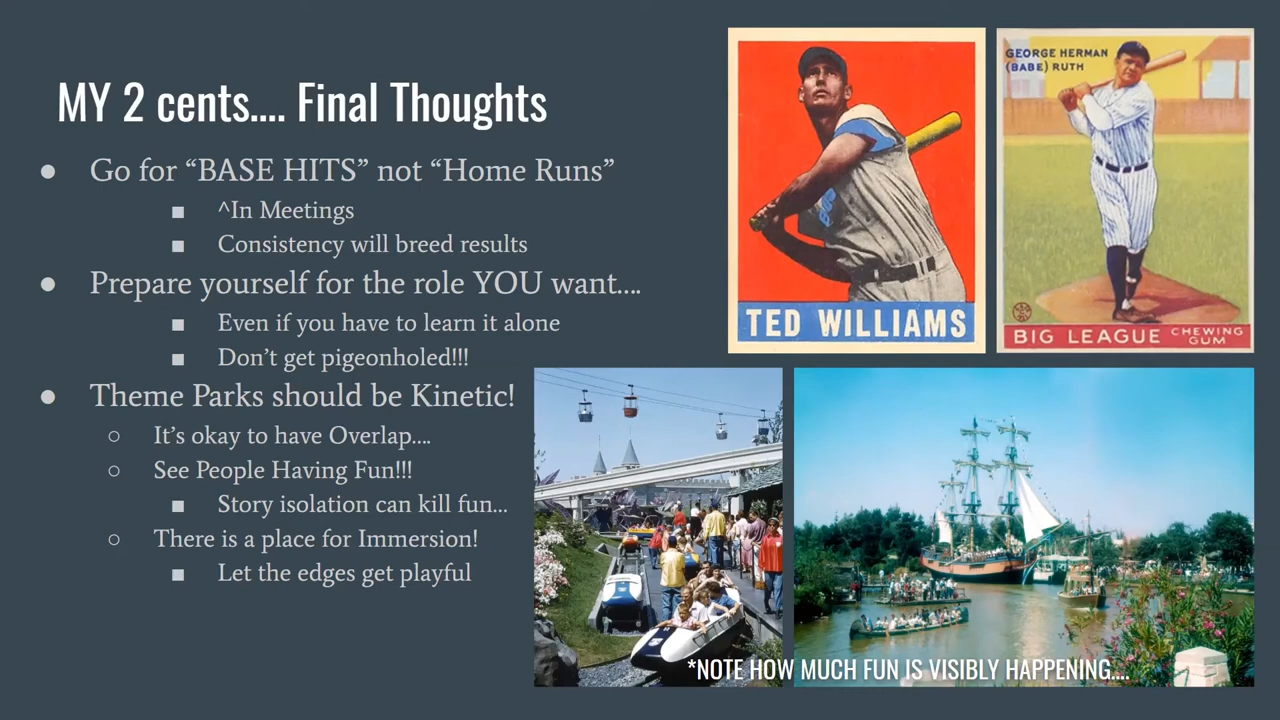 MY 2 cents.... Final Thoughts
● Go for “BASE HITS” not “Home Runs”
■ ^In Meetings
■ Consistency will breed results
● Prepare yourself for the role YOU want....
■ Even if you have to learn it alone
■ Don’t get pigeonholed!!!
● Theme Parks should be Kinetic!
○ It’s okay to have Overlap....
○ See People Having Fun!!!
■ Story isolation can kill fun...
○ There is a place for Immersion!
■ Let the edges get playful
TED WILLIAMS
GEORGE HERMAN
(BABE) RUTH
BIG LEAGUE CHEWING
GUM
*NOTE HOW MUCH FUN IS VISIBLY HAPPENING....